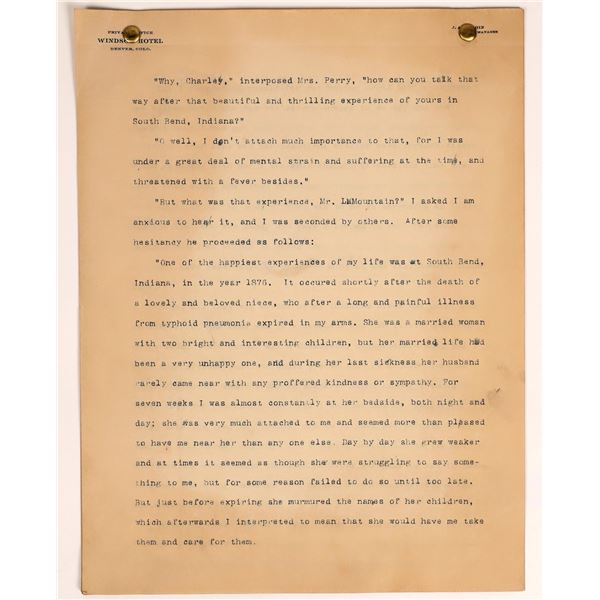 PRIVATE OFFICE
WINDSOR HOTEL
DENVER, COLO.
J.
MANAGER
"Why, Charley," interposed Mrs. Perry, "how can you talk that
way after that beautiful and thrilling experience of yours in
South Bend, Indiana?"
"O well, I don't attach much importance to that, for I was
under a great deal of mental strain and suffering at the time, and
threatened with a fever besides."
"But what was that experience, Mr. LaMountain?" I asked I am
anxious to hear it, and I was seconded by others. After some
hesitancy he proceeded as follows:
"One of the happiest experiences of my life was at South Bend,
Indiana, in the year 1876. It occured shortly after the death of
a lovely and beloved niece, who after a long and painful illness
from typhoid pneumonia expired in my arms. She was a married woman
with two bright and interesting children, but her married life had
been a very unhappy one, and during her last sickness her husband
rarely came near with any proffered kindness or sympathy. For
seven weeks I was almost constantly at her bedside, both night and
day; she was very much attached to me and seemed more than pleased
to have me near her than any one else. Day by day she grew weaker
and at times it seemed as though she were struggling to say some-
thing to me, but for some reason failed to do so until too late.
But just before expiring she murmured the names of her children,
which afterwards I interpreted to mean that she would have me take
them and care for them.